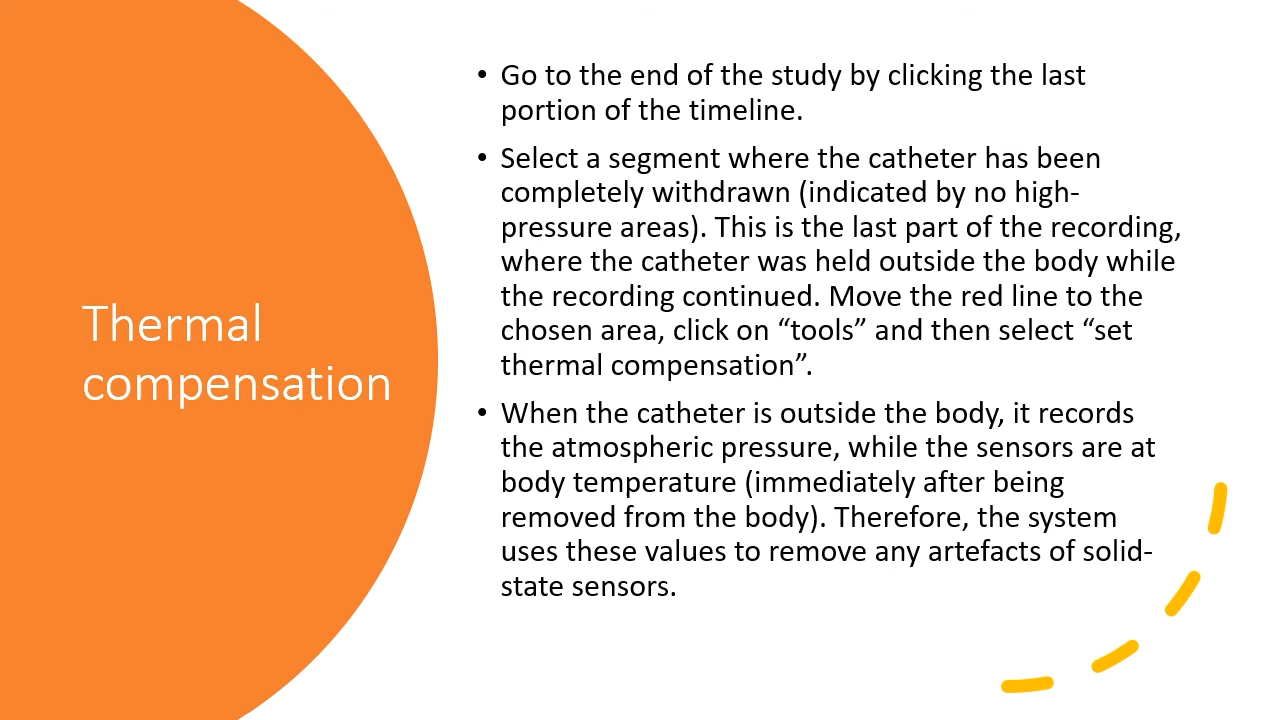 Thermal
compensation
• Go to the end of the study by clicking the last
portion of the timeline.
• Select a segment where the catheter has been
completely withdrawn (indicated by no high-
pressure areas). This is the last part of the recording,
where the catheter was held outside the body while
the recording continued. Move the red line to the
chosen area, click on “tools” and then select “set
thermal compensation”.
• When the catheter is outside the body, it records
the atmospheric pressure, while the sensors are at
body temperature (immediately after being
removed from the body). Therefore, the system
uses these values to remove any artefacts of solid-
state sensors.